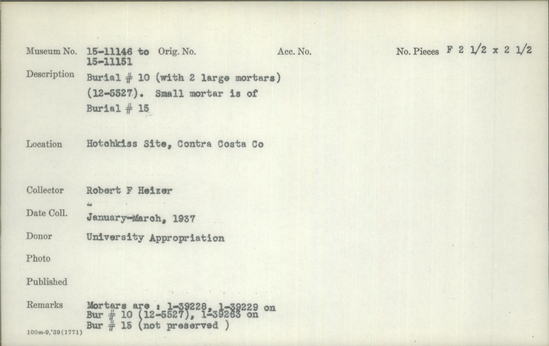 Museum No. 15-11146 to Orig. No. Acc. No. No. Pieces F 2 1/2 x 2 1/2
15-11151
Description Burial # 10 (with 2 large mortars)
(12-5527). Small mortar is of
Burial # 15
Location Hotchkiss Site, Contra Costa Co
Collector Robert F Heizer
Date Coll. January-March, 1937
Donor University Appropriation
Photo
Published
Remarks Mortars are : 1-39228, 1-39229 on
Bur # 10 (12-5527), 1-39263 on
Bur # 15 (not preserved )
100m-9,'39(1771)